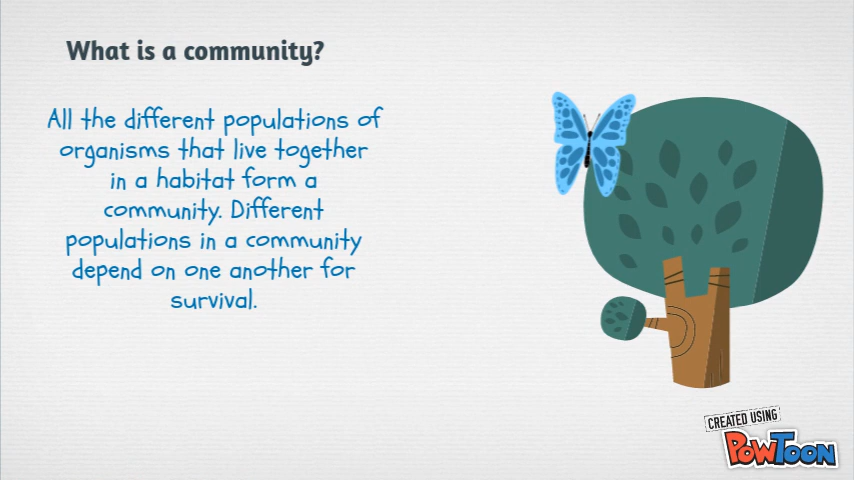 What is a community?
All the different populations of
organisms that live together
in a habitat form a
community. Different
populations in a community
depend on one another for
survival.
CREATED USING
POWTOON